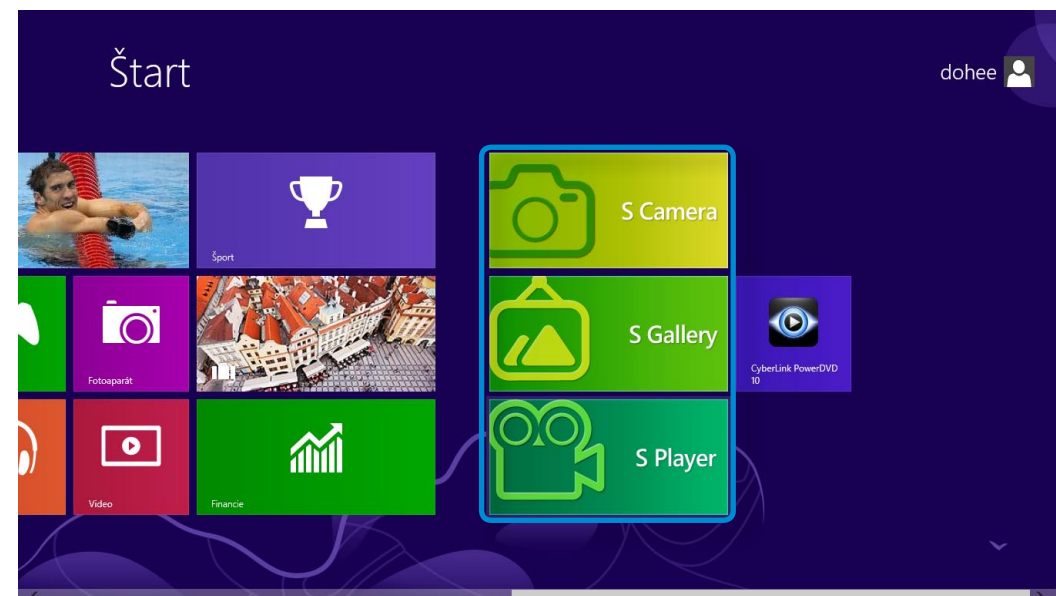 Štart
dohee
Šport
S Camera
Fotoaparát
S Gallery
CyberLink PowerDVD
10
Video
Financie
S Player